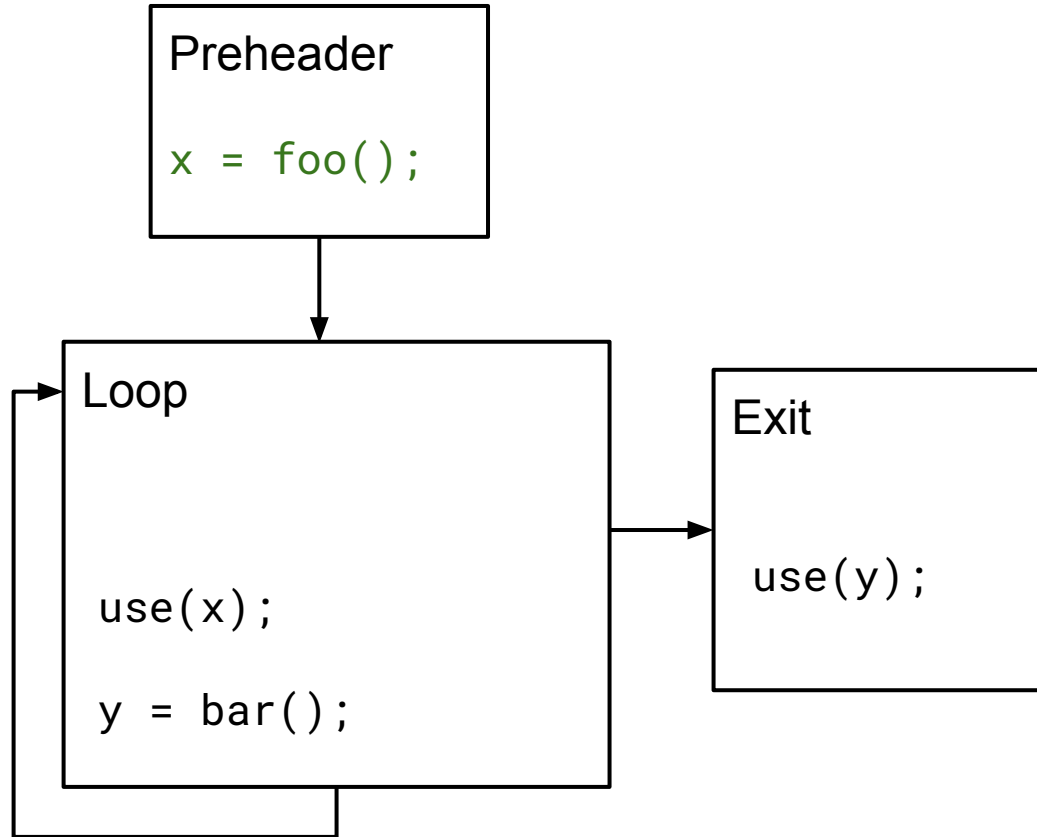 Preheader
x = foo();
Loop
use(x);
y = bar();
Exit
use(y);